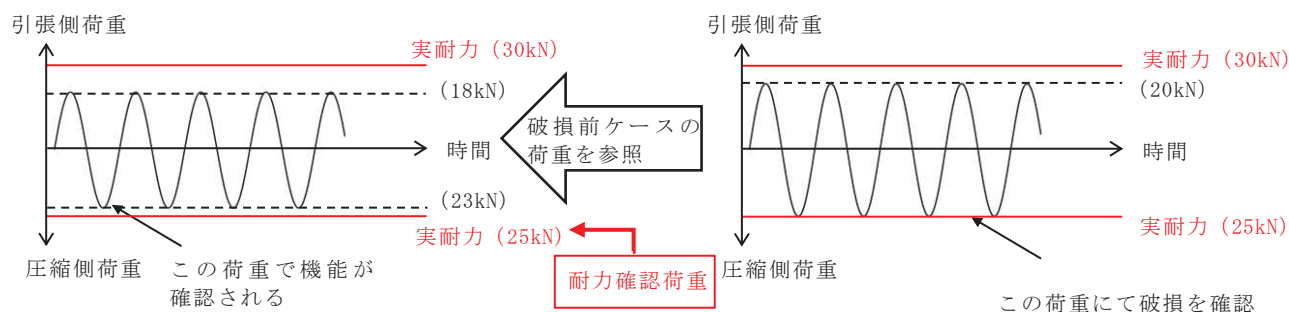 引張側荷重
実耐力（30kN）
(18kN)
時間
(23kN)
実耐力（25kN）
圧縮側荷重
この荷重で機能が
確認される
破損前ケースの
荷重を参照
耐力確認荷重
引張側荷重
実耐力（30kN）
(20kN)
時間
実耐力（25kN）
圧縮側荷重
この荷重にて破損を確認